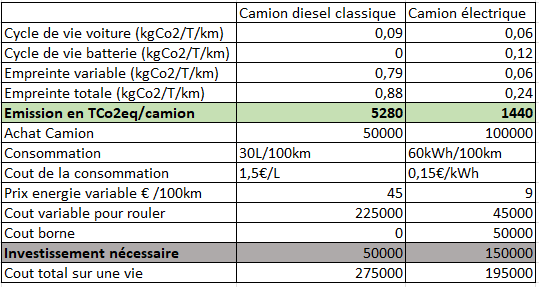 Camion diesel classique Camion électrique
Cycle de vie voiture (kgCo2/T/km) 0,09 0,06
Cycle de vie batterie (kgCo2/T/km) 0 0,12
Empreinte variable (kgCo2/T/km) 0,79 0,06
Empreinte totale (kgCo2/T/km) 0,88 0,24
Emission en TCo2eq/camion 5280 1440
Achat Camion 50000 100000
Consommation 30L/100km 60kWh/100km
Cout de la consommation 1,5€/L 0,15€/kWh
Prix energie variable € /100km 45 9
Cout variable pour rouler 225000 45000
Cout borne 0 50000
Investissement nécessaire 50000 150000
Cout total sur une vie 275000 195000